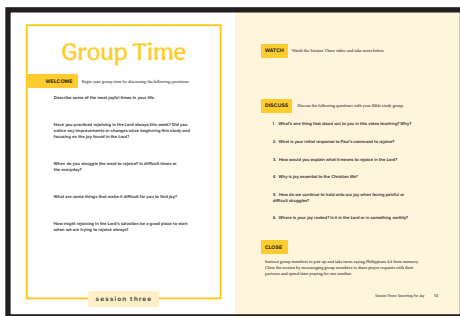 Group Time
WELCOME Begin your group time by discussing the following questions.
Describe some of the most joyful times in your life.
Have you practiced rejoicing in the Lord always this week? Did you
notice any improvements or changes since beginning this study and
focusing on the joy found in the Lord?
When do you struggle the most to rejoice? In difficult times or
the everyday?
What are some things that make it difficult for you to find joy?
How might rejoicing in the Lord's salvation be a good place to start
when we are trying to rejoice always?
session three
WATCH Watch the Session Three video and take notes below.
DISCUSS Discuss the following questions with your Bible study group.
1. What's one thing that stood out to you in this video teaching? Why?
2. What is your initial response to Paul's command to rejoice?
3. How would you explain what it means to rejoice in the Lord?
4. Why is joy essential to the Christian life?
5. How do we continue to hold onto our joy when facing painful or
difficult struggles?
6. Where is your joy rooted? Is it in the Lord or in something earthly?
CLOSE
Instruct group members to pair up and take turns saying Philippians 4:4 from memory.
Close the session by encouraging group members to share prayer requests with their
partners and spend time praying for one another.
Session Three: Searching For Joy 53